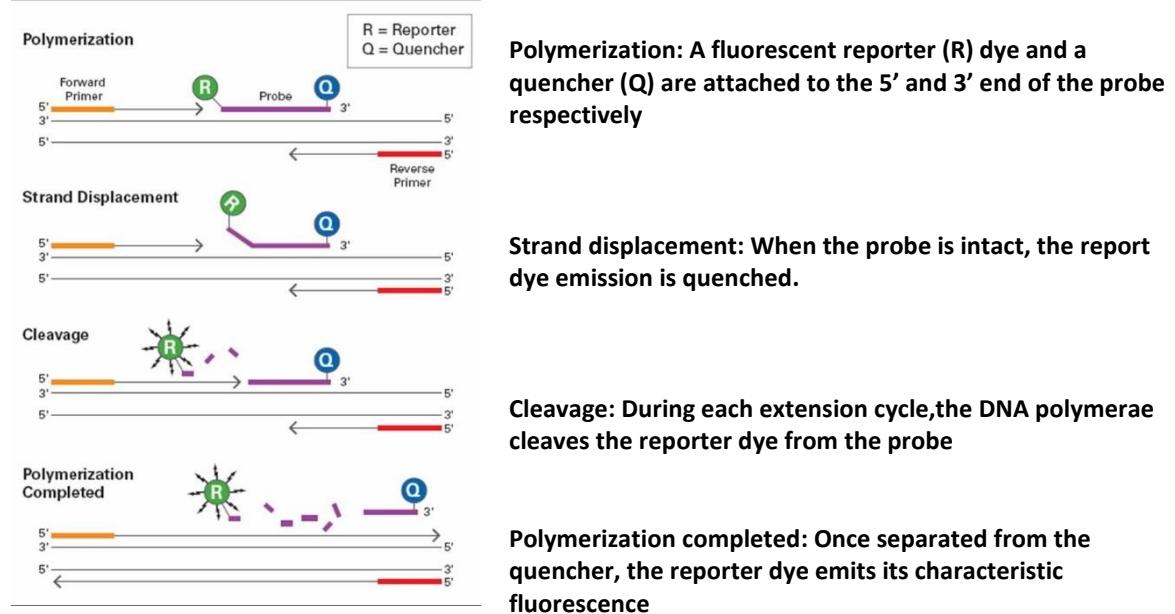 Polymerization
R = Reporter
Q = Quencher
Forward
Primer
R
Probe
Q
5'
3'
3'
5'
5'
3'
5'
Reverse
Primer
Strand Displacement
R
Q
5'
3'
3'
5'
5'
3'
5'
Cleavage
R
Q
5'
3'
3'
5'
5'
3'
5'
Polymerization
Completed
R
Q
3'
5'
3'
5'
5'
3'
5'
Polymerization: A fluorescent reporter (R) dye and a
quencher (Q) are attached to the 5’ and 3’ end of the probe
respectively
Strand displacement: When the probe is intact, the report
dye emission is quenched.
Cleavage: During each extension cycle,the DNA polymerae
cleaves the reporter dye from the probe
Polymerization completed: Once separated from the
quencher, the reporter dye emits its characteristic
fluorescence